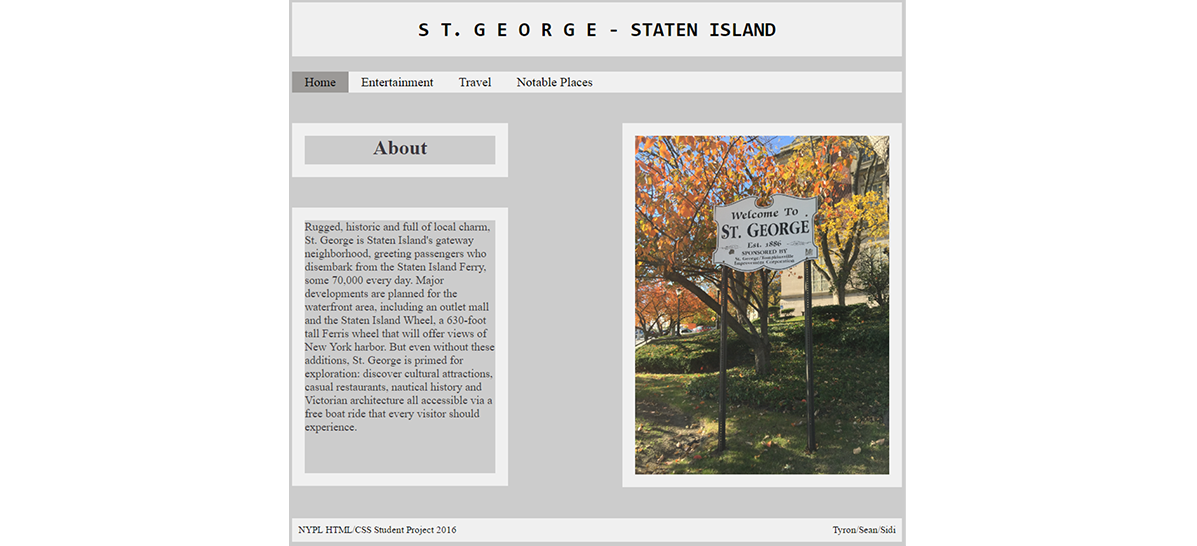 S T. G E O R G E - STATEN ISLAND
Home Entertainment Travel Notable Places
About
Rugged, historic and full of local charm,
St. George is Staten Island's gateway
neighborhood, greeting passengers who
disembark from the Staten Island Ferry,
some 70,000 every day. Major
developments are planned for the
waterfront area, including an outlet mall
and the Staten Island Wheel, a 630-foot
tall Ferris wheel that will offer views of
New York harbor. But even without these
additions, St. George is primed for
exploration: discover cultural attractions,
casual restaurants, nautical history and
Victorian architecture all accessible via a
free boat ride that every visitor should
experience.
Welcome To
ST. GEORGE
Est. 1886
SPONSORED BY
St. George/Tompkinsville
Improvement Corporation
NYPL HTML/CSS Student Project 2016
Tyron/Sean/Sidi